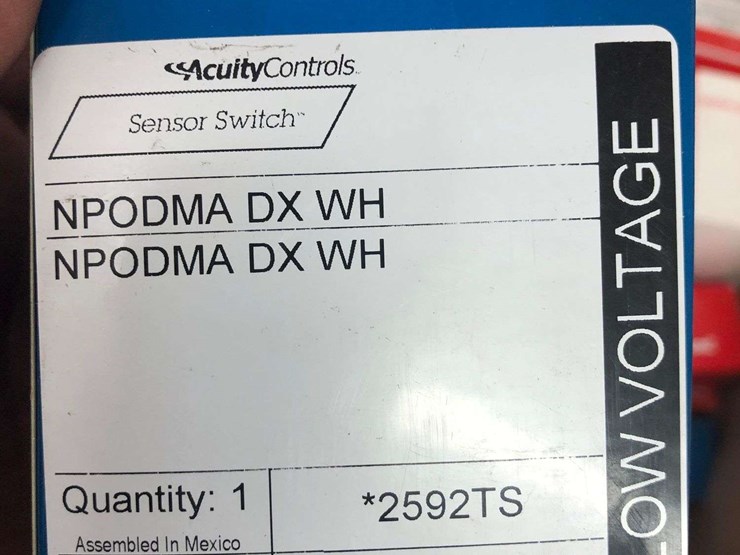 AcuityControls.
Sensor Switch™
NPODMA DX WH
NPODMA DX WH
Quantity: 1
*2592TS
Assembled In Mexico
LOW VOLTAGE